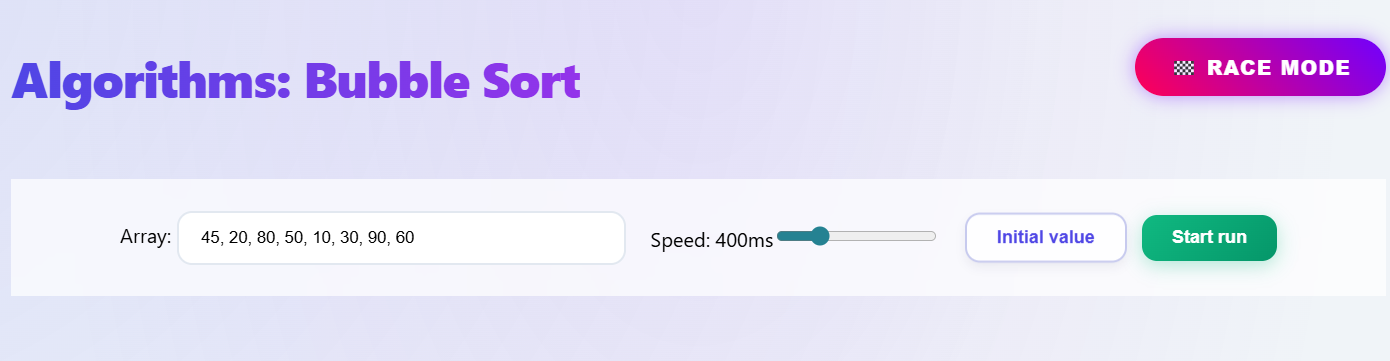 Algorithms: Bubble Sort
RACE MODE
Array: 45, 20, 80, 50, 10, 30, 90, 60
Speed: 400ms
Initial value
Start run